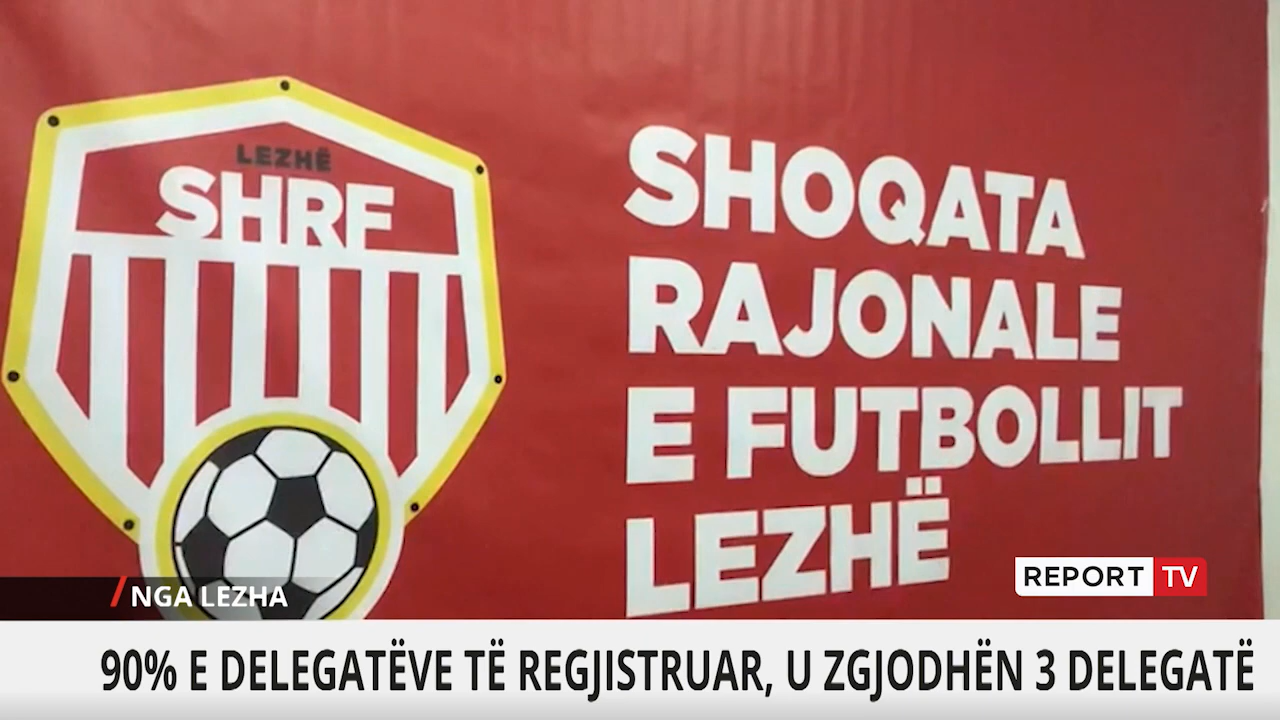 LEZHË
SHRF
SHOQATA
RAJONALE
E FUTBOLLIT
LEZHË
REPORT TV
NGA LEZHA
90% E DELEGATËVE TË REGJISTRUAR, U ZGJODHËN 3 DELEGATË